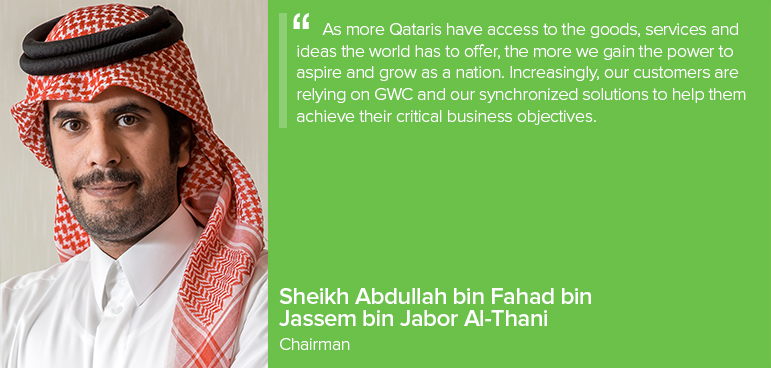 “ As more Qataris have access to the goods, services and
ideas the world has to offer, the more we gain the power to
aspire and grow as a nation. Increasingly, our customers are
relying on GWC and our synchronized solutions to help them
achieve their critical business objectives.
Sheikh Abdullah bin Fahad bin
Jassem bin Jabor Al-Thani
Chairman